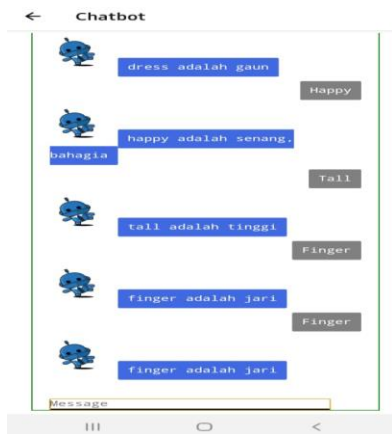 Chatbot
dress adalah gaun
Happy
happy adalah senang,
bahagia
Tall
tall adalah tinggi
Finger
finger adalah jari
Finger
finger adalah jari
Message